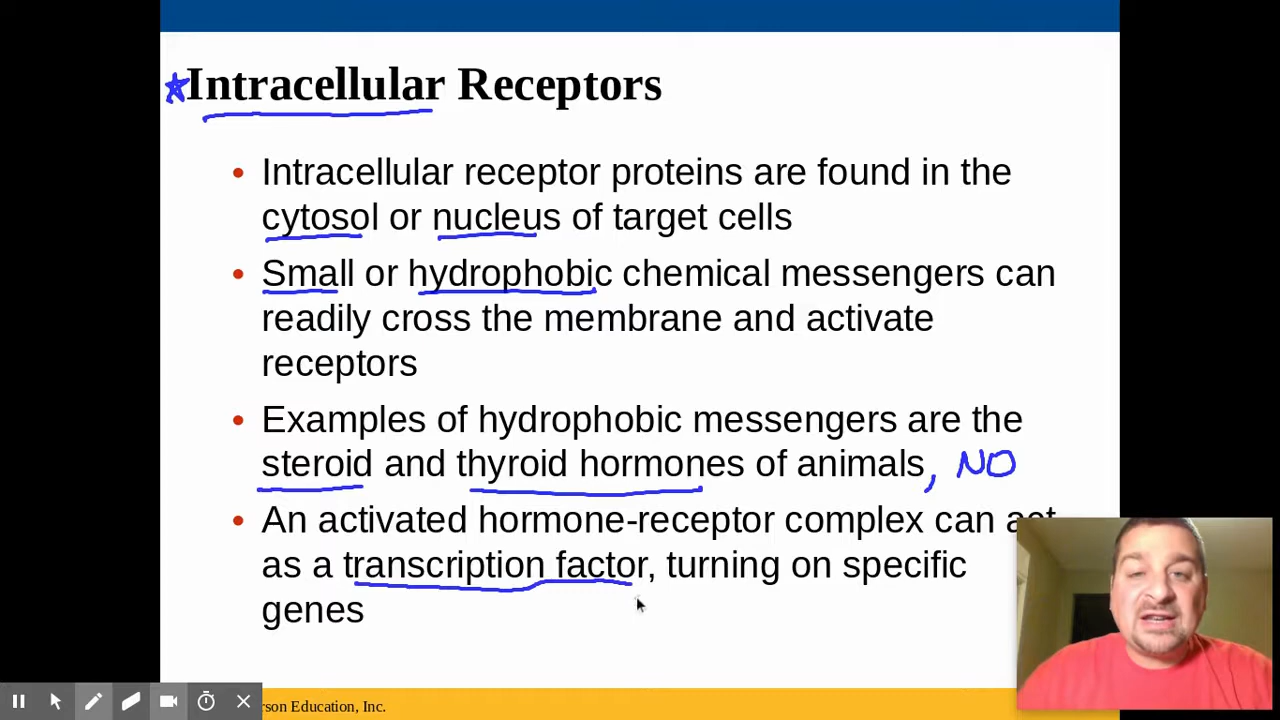 Intracellular Receptors
• Intracellular receptor proteins are found in the
cytosol or nucleus of target cells
• Small or hydrophobic chemical messengers can
readily cross the membrane and activate
receptors
• Examples of hydrophobic messengers are the
steroid and thyroid hormones of animals, NO
• An activated hormone-receptor complex can act
as a transcription factor, turning on specific
genes
rson Education, Inc.